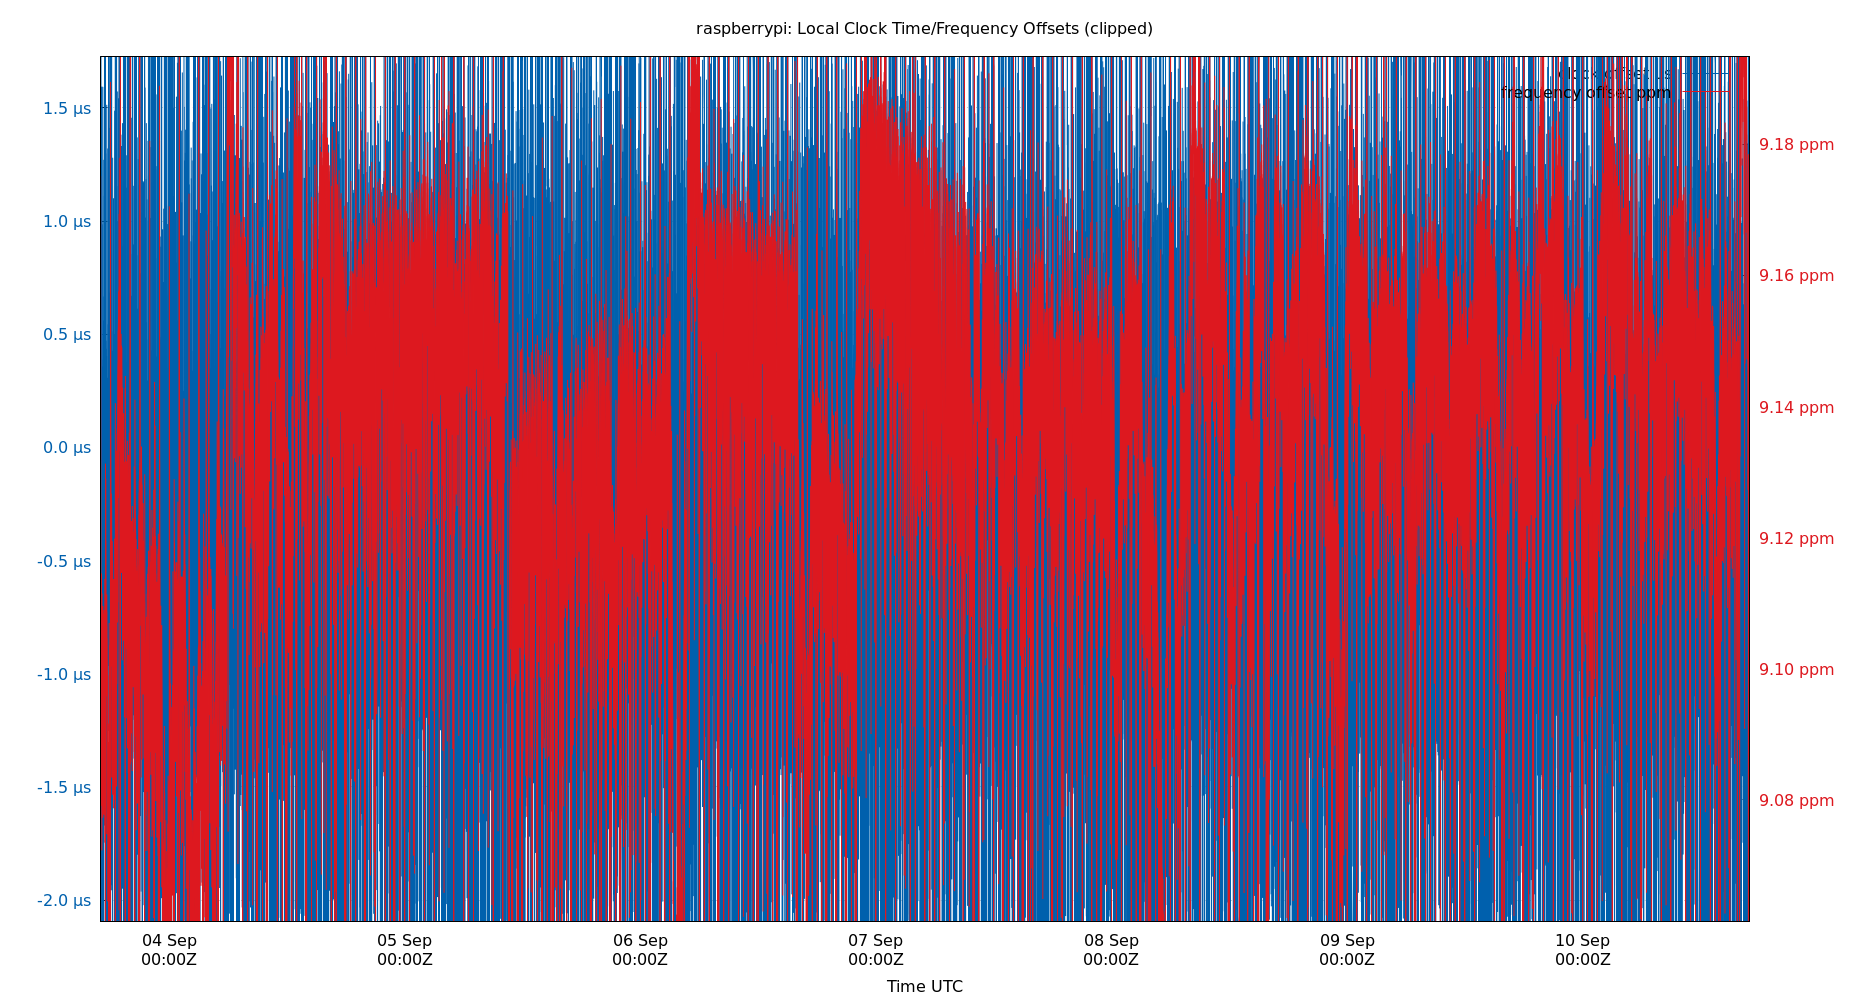 raspberrypi: Local Clock Time/Frequency Offsets (clipped)
clock offset us
frequency offset ppm
1.5 µs
1.0 µs
0.5 µs
0.0 µs
-0.5 µs
-1.0 µs
-1.5 µs
-2.0 µs
9.18 ppm
9.16 ppm
9.14 ppm
9.12 ppm
9.10 ppm
9.08 ppm
04 Sep
00:00Z
05 Sep
00:00Z
06 Sep
00:00Z
07 Sep
00:00Z
08 Sep
00:00Z
09 Sep
00:00Z
10 Sep
00:00Z
Time UTC